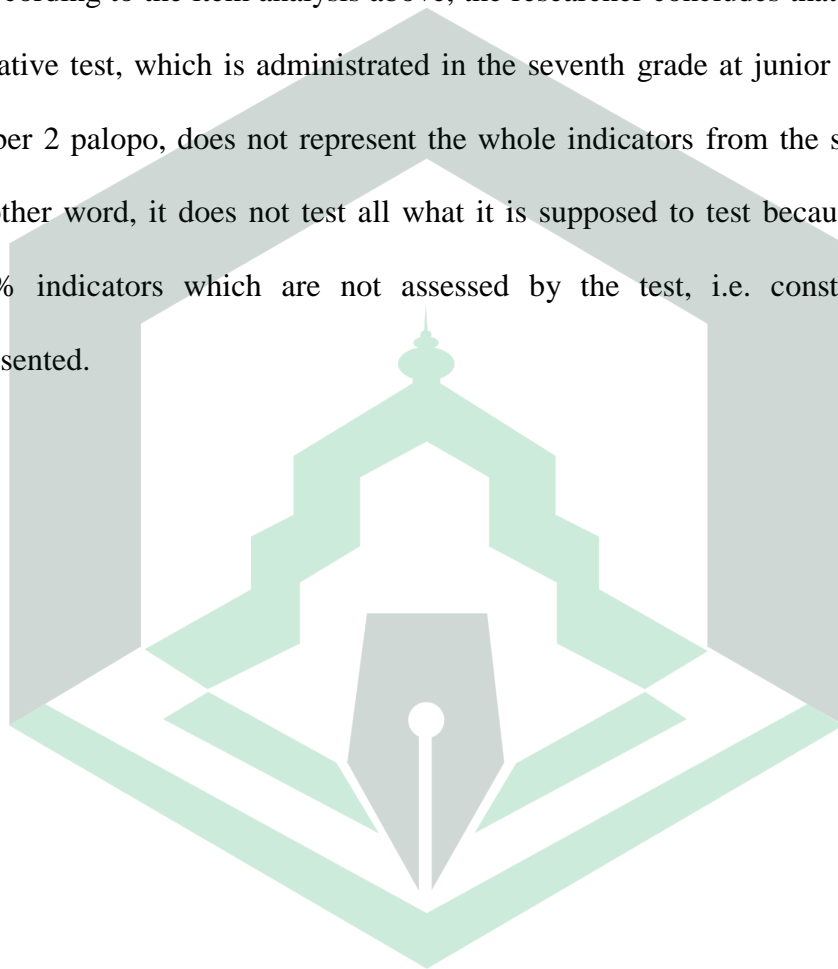 cording to the item analysis above, the researcher concludes that
ative test, which is administrated in the seventh grade at junior
per 2 palopo, does not represent the whole indicators from the s
other word, it does not test all what it is supposed to test becau
% indicators which are not assessed by the test, i.e. const
sented.